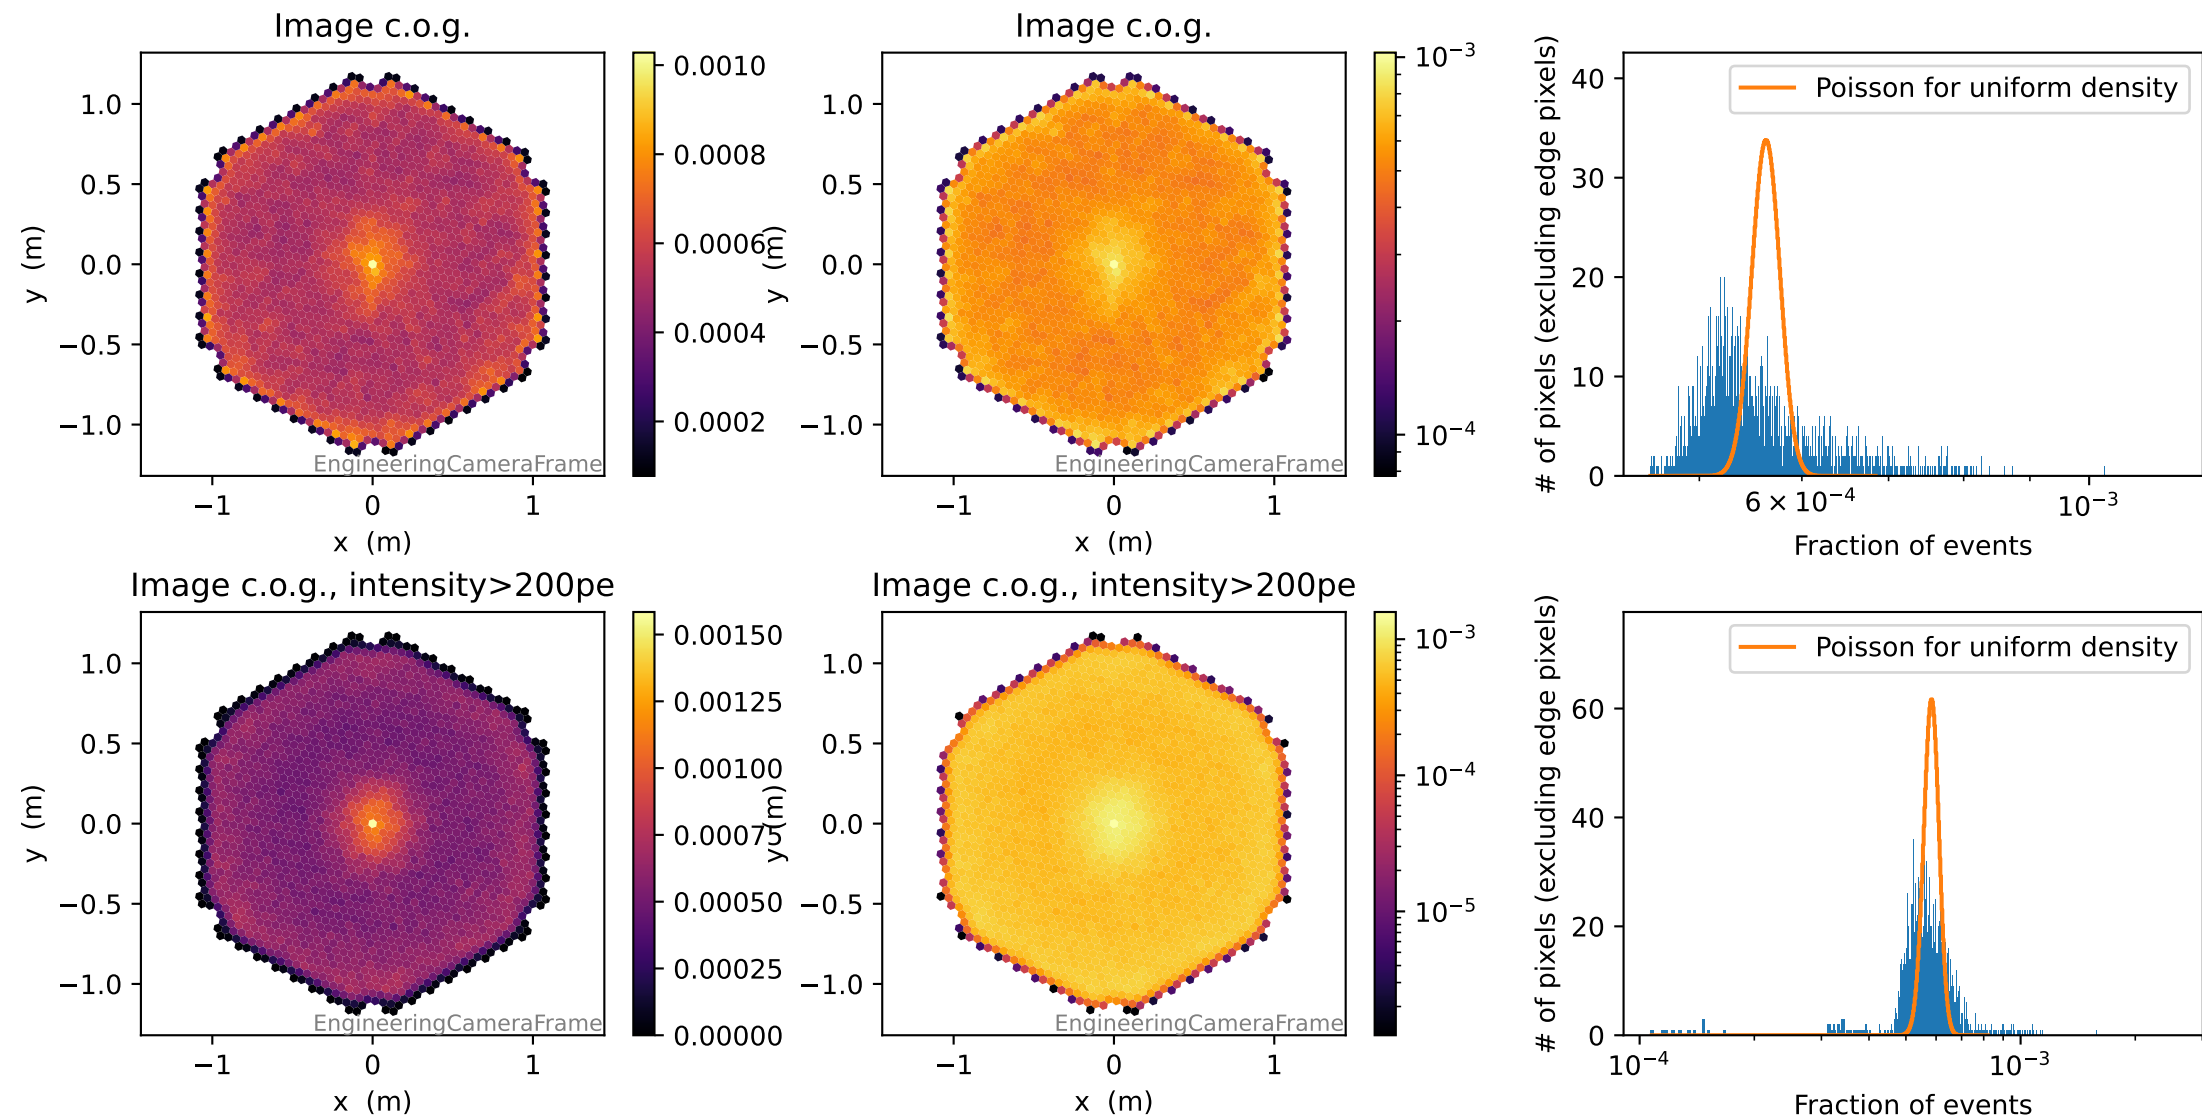 Image c.o.g.
1.0
0.5
0.0
−0.5
−1.0
y (m)
−1 0 1
x (m)
EngineeringCameraFrame
0.0010
0.0008
0.0006
0.0004
0.0002
Image c.o.g.
1.0
0.5
0.0
−0.5
−1.0
y (m)
−1 0 1
x (m)
EngineeringCameraFrame
10⁻³
10⁻⁴
# of pixels (excluding edge pixels)
40
30
20
10
0
Poisson for uniform density
6 × 10⁻⁴ 10⁻³
Fraction of events
Image c.o.g., intensity>200pe
1.0
0.5
0.0
−0.5
−1.0
y (m)
−1 0 1
x (m)
EngineeringCameraFrame
0.00150
0.00125
0.00100
0.00075
0.00050
0.00025
0.00000
Image c.o.g., intensity>200pe
1.0
0.5
0.0
−0.5
−1.0
y (m)
−1 0 1
x (m)
EngineeringCameraFrame
10⁻³
10⁻⁴
10⁻⁵
# of pixels (excluding edge pixels)
60
40
20
0
Poisson for uniform density
10⁻⁴ 10⁻³
Fraction of events